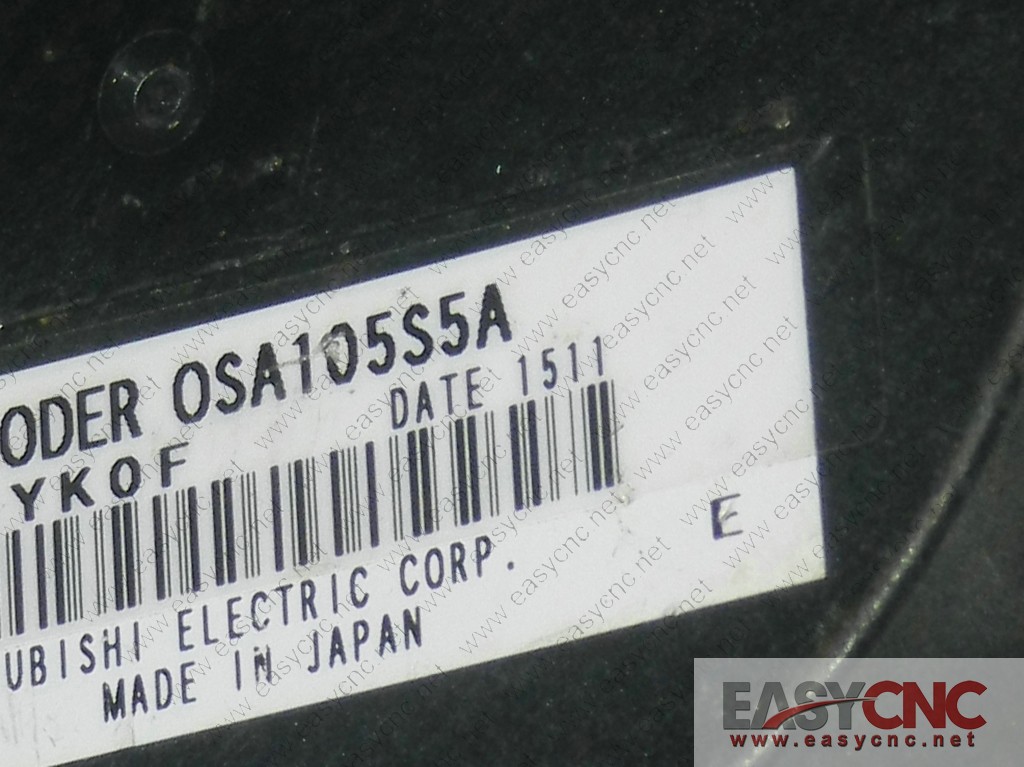 ODER OSA105S5A
DATE 1511
YKOF
E
UBISHI ELECTRIC CORP.
MADE IN JAPAN
EASYCNC
www.easycnc.net